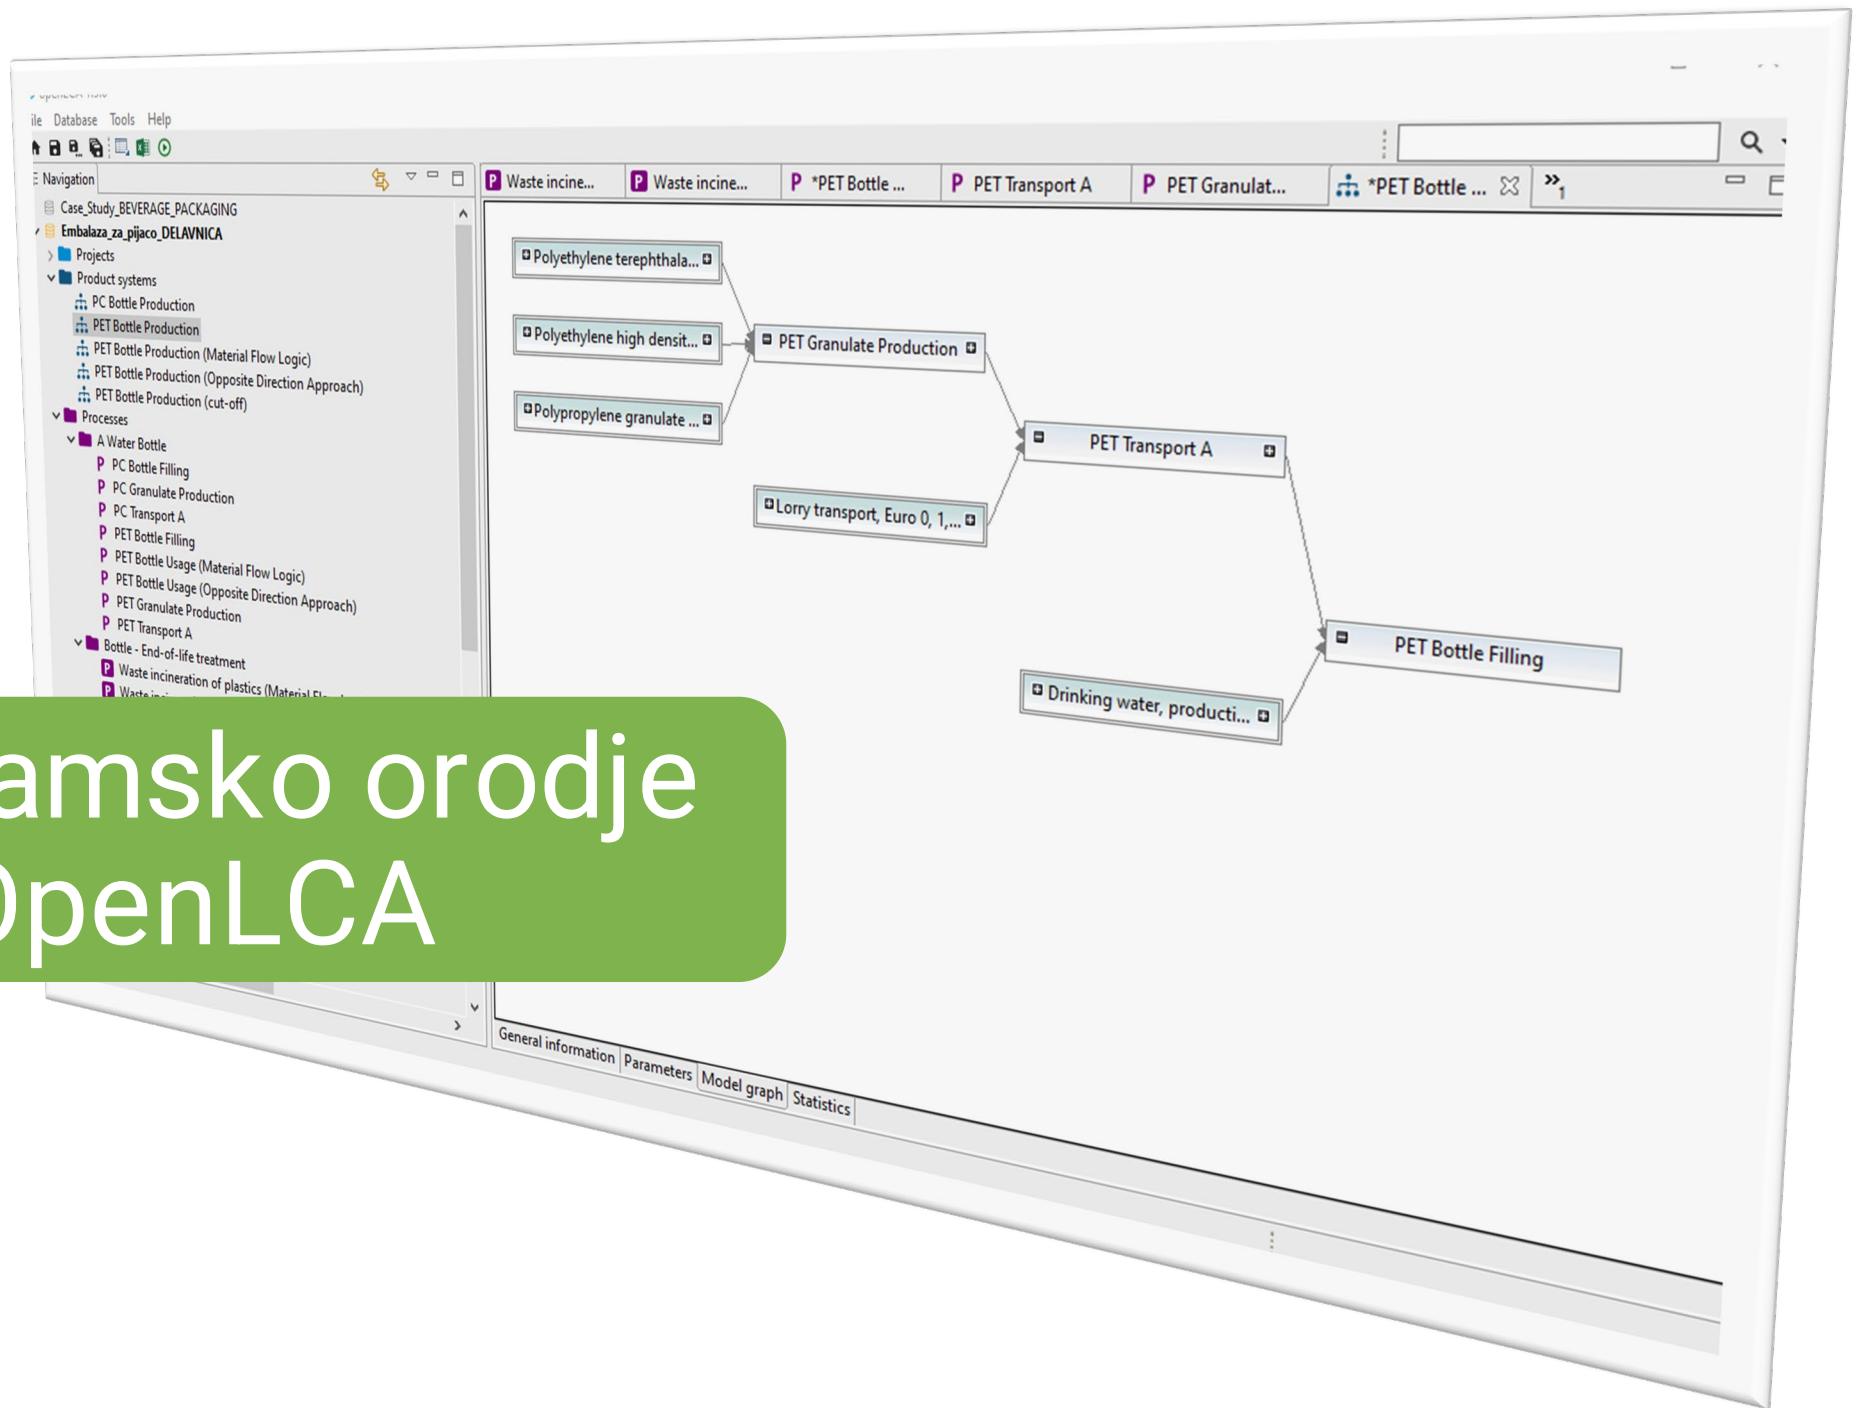 File Database Tools Help
Navigation
Case_Study_BEVERAGE_PACKAGING
Embalaza_za_pijaco_DELAVNICA
Projects
Product systems
PC Bottle Production
PET Bottle Production
PET Bottle Production (Material Flow Logic)
PET Bottle Production (Opposite Direction Approach)
PET Bottle Production (cut-off)
Processes
A Water Bottle
PC Bottle Filling
PC Granulate Production
PC Transport A
PET Bottle Filling
PET Bottle Usage (Material Flow Logic)
PET Bottle Usage (Opposite Direction Approach)
PET Granulate Production
PET Transport A
Bottle - End-of-life treatment
Waste incineration of plastics (Material
P Waste incine... P Waste incine... P *PET Bottle ... P PET Transport A P PET Granulat... *PET Bottle ... »1
Polyethylene terephthala...
Polyethylene high densit...
Polypropylene granulate ...
PET Granulate Production
Lorry transport, Euro 0, 1,...
PET Transport A
Drinking water, producti...
PET Bottle Filling
amsko orodje
OpenLCA
General information Parameters Model graph Statistics